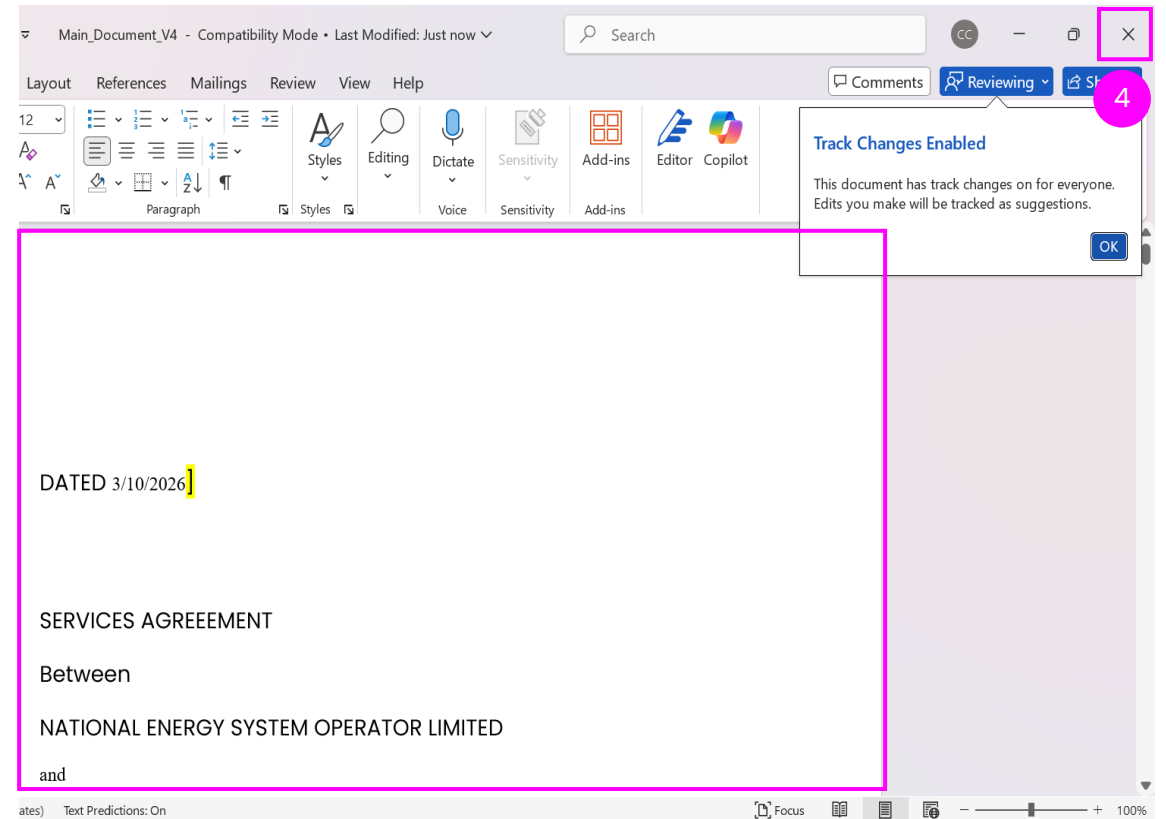 Main_Document_V4 - Compatibility Mode • Last Modified: Just now
Search
CC
Layout References Mailings Review View Help
Comments
Reviewing
4
12
Styles
Editing
Dictate
Sensitivity
Add-ins
Editor
Copilot
Paragraph
Styles
Voice
Sensitivity
Add-ins
Track Changes Enabled
This document has track changes on for everyone.
Edits you make will be tracked as suggestions.
OK
DATED 3/10/2026]
SERVICES AGREEEMENT
Between
NATIONAL ENERGY SYSTEM OPERATOR LIMITED
and
Text Predictions: On
Focus
100%